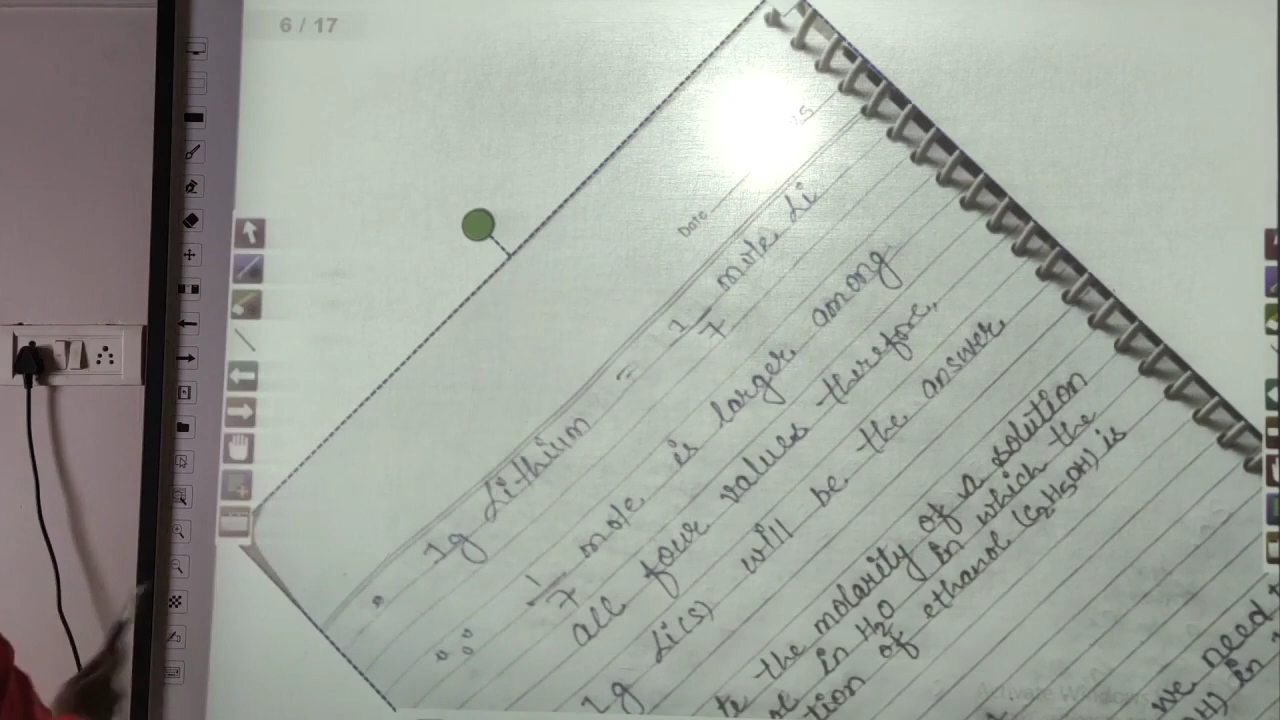 6 / 17
Date
" 1g Lithium = 1/7 mole Li
∵ 1/7 mole is larger among
all four values therefore,
1g Li(s) will be the answer.
the molarity of a solution
in H2O in which the
of ethanol (C2H5OH) is
we need
Activate Windows